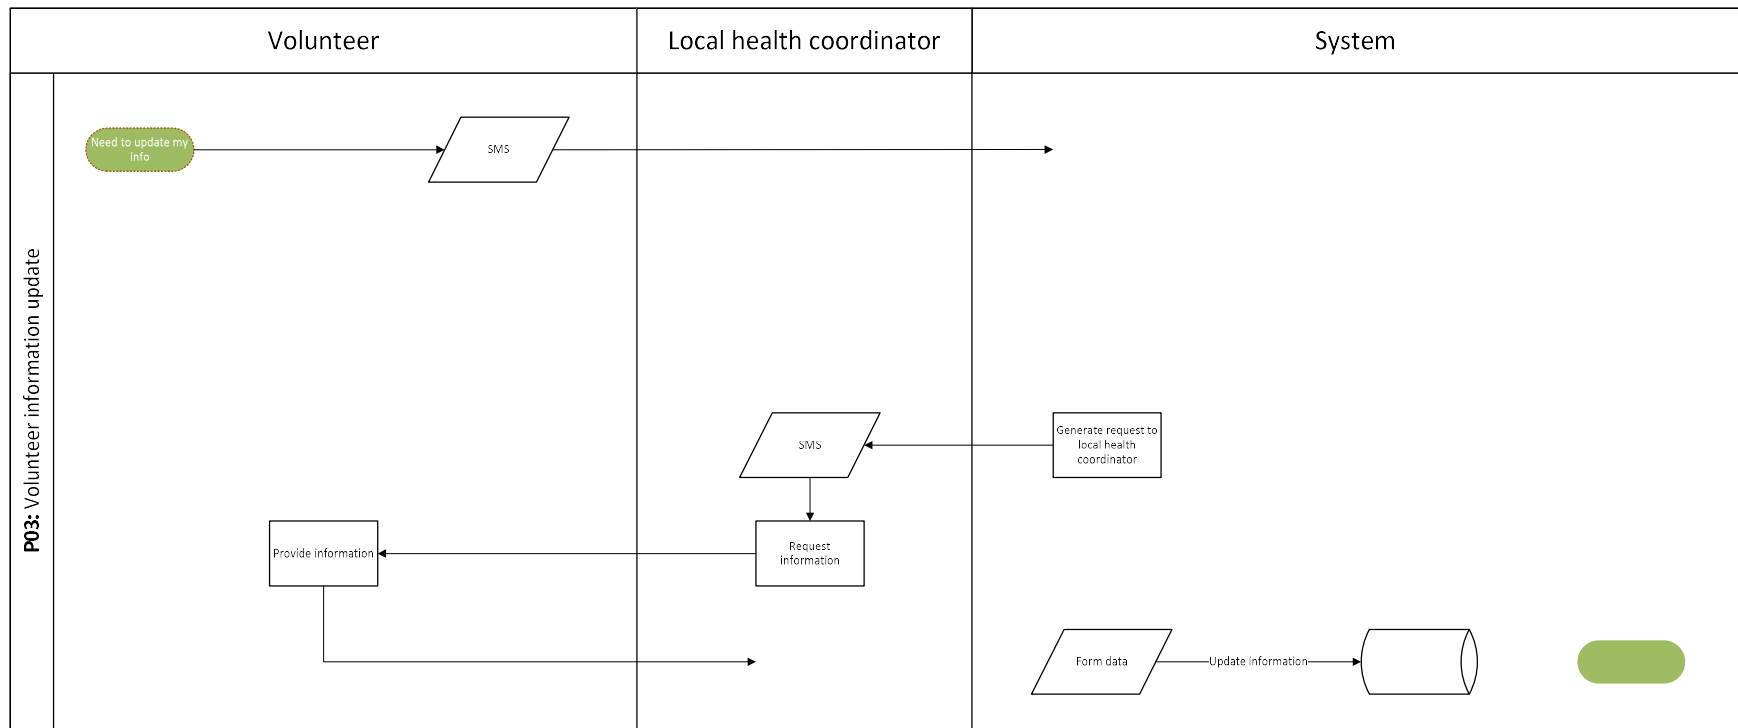 Volunteer
Local health coordinator
System
P03: Volunteer information update
Need to update my
info
SMS
SMS
Generate request to
local health
coordinator
Provide information
Request
information
Form data
Update information